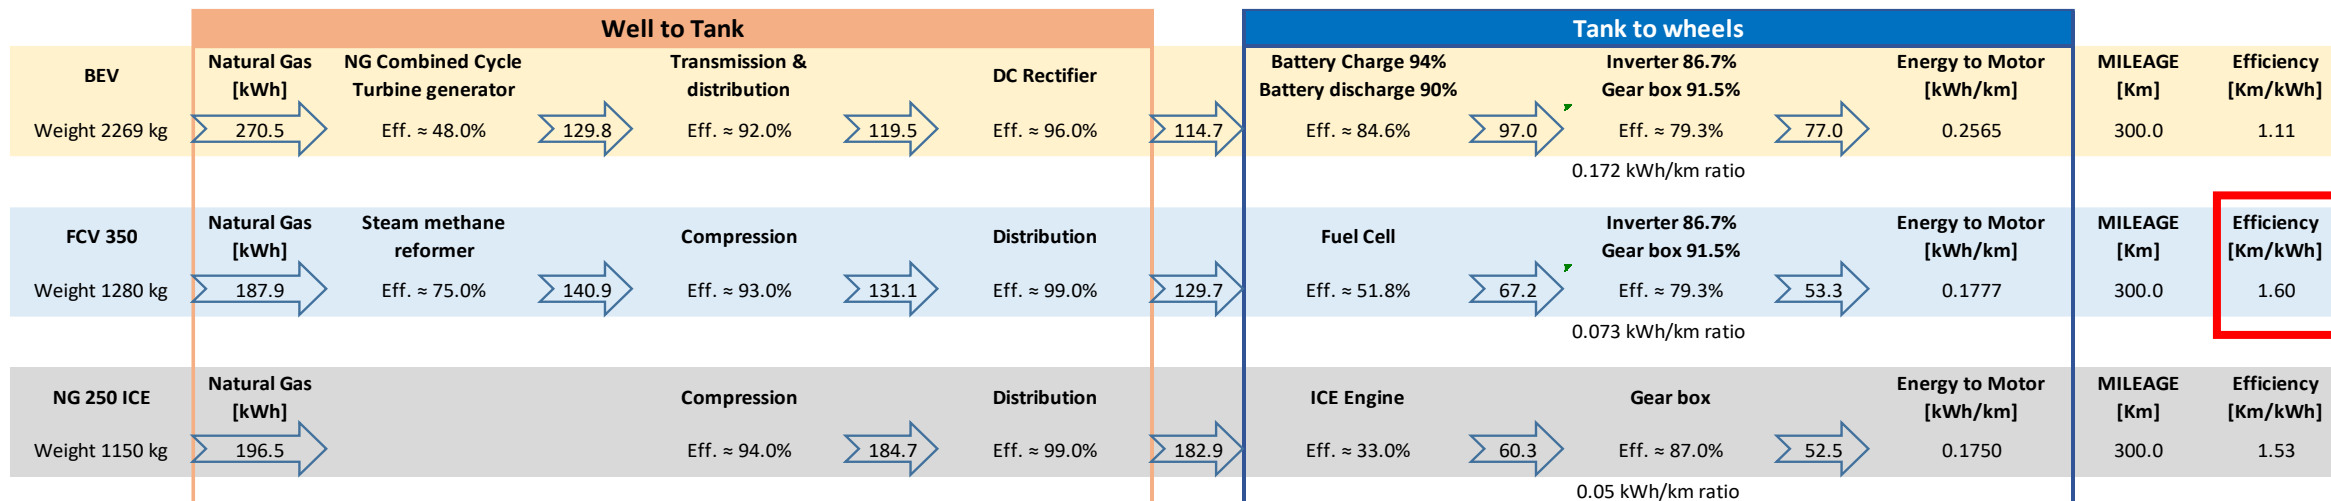 Well to Tank
Tank to wheels
BEV
Natural Gas
[kWh]
NG Combined Cycle
Turbine generator
Transmission &
distribution
DC Rectifier
Battery Charge 94%
Battery discharge 90%
Inverter 86.7%
Gear box 91.5%
Energy to Motor
[kWh/km]
MILEAGE
[Km]
Efficiency
[Km/kWh]
Weight 2269 kg
270.5
Eff. ≈ 48.0%
129.8
Eff. ≈ 92.0%
119.5
Eff. ≈ 96.0%
114.7
Eff. ≈ 84.6%
97.0
Eff. ≈ 79.3%
77.0
0.2565
300.0
1.11
0.172 kWh/km ratio
FCV 350
Natural Gas
[kWh]
Steam methane
reformer
Compression
Distribution
Fuel Cell
Inverter 86.7%
Gear box 91.5%
Energy to Motor
[kWh/km]
MILEAGE
[Km]
Efficiency
[Km/kWh]
Weight 1280 kg
187.9
Eff. ≈ 75.0%
140.9
Eff. ≈ 93.0%
131.1
Eff. ≈ 99.0%
129.7
Eff. ≈ 51.8%
67.2
Eff. ≈ 79.3%
53.3
0.1777
300.0
1.60
0.073 kWh/km ratio
NG 250 ICE
Natural Gas
[kWh]
Compression
Distribution
ICE Engine
Gear box
Energy to Motor
[kWh/km]
MILEAGE
[Km]
Efficiency
[Km/kWh]
Weight 1150 kg
196.5
Eff. ≈ 94.0%
184.7
Eff. ≈ 99.0%
182.9
Eff. ≈ 33.0%
60.3
Eff. ≈ 87.0%
52.5
0.1750
300.0
1.53
0.05 kWh/km ratio